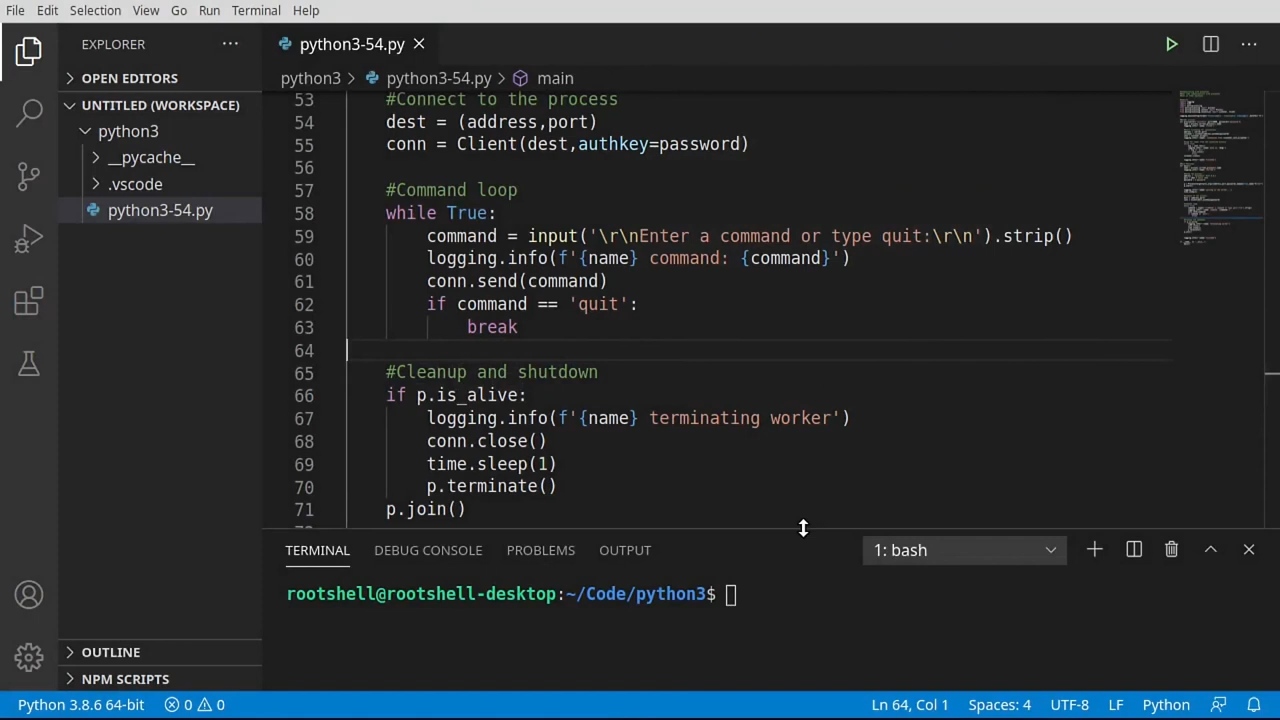 File Edit Selection View Go Run Terminal Help
EXPLORER
OPEN EDITORS
UNTITLED (WORKSPACE)
python3
__pycache__
.vscode
python3-54.py
OUTLINE
NPM SCRIPTS
python3-54.py
python3 > python3-54.py > main
53 #Connect to the process
54 dest = (address,port)
55 conn = Client(dest,authkey=password)
56
57 #Command loop
58 while True:
59 command = input('\r\nEnter a command or type quit:\r\n').strip()
60 logging.info(f'{name} command: {command}')
61 conn.send(command)
62 if command == 'quit':
63 break
64
65 #Cleanup and shutdown
66 if p.is_alive:
67 logging.info(f'{name} terminating worker')
68 conn.close()
69 time.sleep(1)
70 p.terminate()
71 p.join()
TERMINAL DEBUG CONSOLE PROBLEMS OUTPUT 1: bash
rootshell@rootshell-desktop:~/Code/python3$
Python 3.8.6 64-bit 0 0 Ln 64, Col 1 Spaces: 4 UTF-8 LF Python